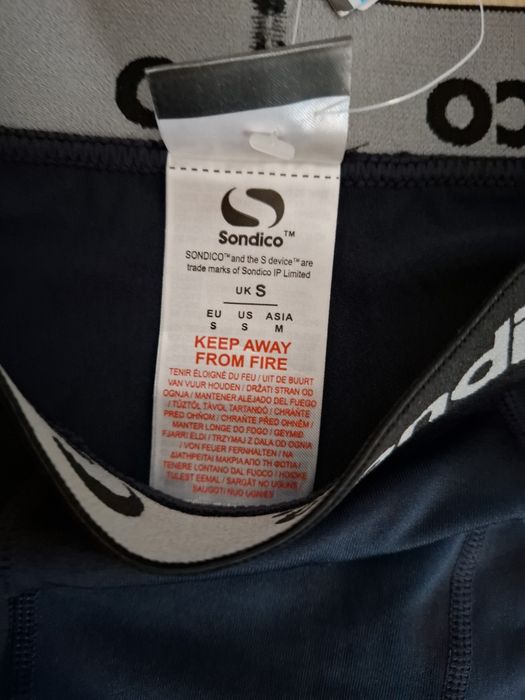 Sondico™
SONDICO™ and the S device™ are
trade marks of Sondico IP Limited
UK S
EU US ASIA
S S M
KEEP AWAY
FROM FIRE
TENIR ÉLOIGNÉ DU FEU / UIT DE BUURT
VAN VUUR HOUDEN / DRŽATI STRAN OD
OGNJA / MANTENER ALEJADO DEL FUEGO
/ TŰZTŐL TÁVOL TARTANDÓ / CHRAŇTE
PRED OHŇOM / CHRAŇTE PŘED OHNĚM /
MANTER LONGE DO FOGO / GEYMIÐ
FJARRI ELDI / TRZYMAJ Z DALA OD OGNIA
/ VON FEUER FERNHALTEN / ΝΑ
ΔΙΑΤΗΡΕΙΤΑΙ ΜΑΚΡΙΑ ΑΠΟ ΤΗ ΦΩΤΙΑ /
TENERE LONTANO DAL FUOCO / HOIDKE
TULEST EEMAL / SARGĀT NO UGUNS
SAUGOTI NUO UGNIES